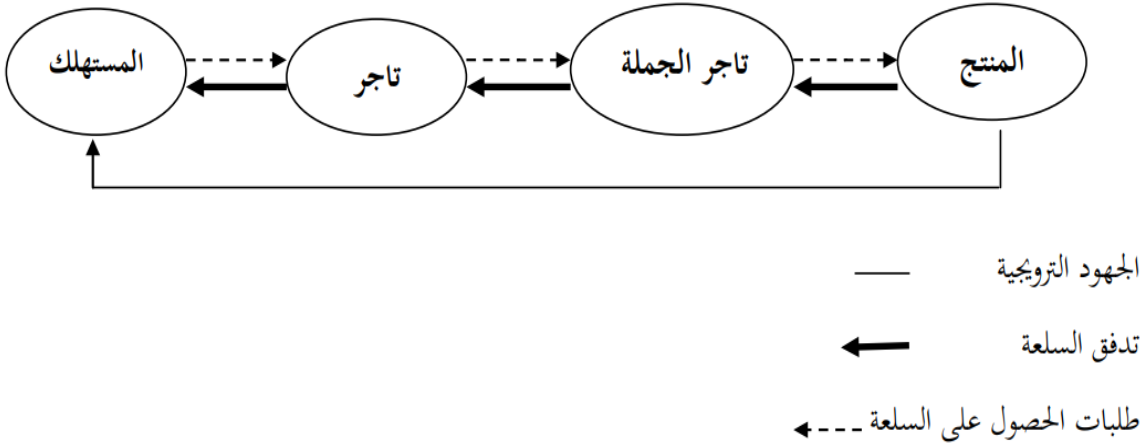 المنتج
تاجر الجملة
تاجر
المستهلك
الجهود الترويجية
تدفق السلعة
طلبات الحصول على السلعة